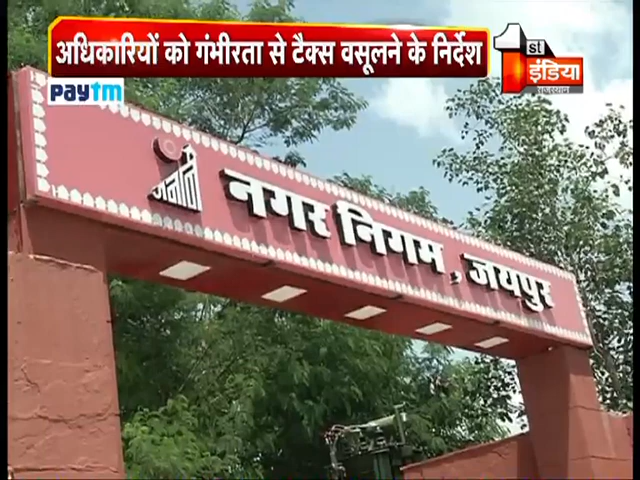 अधिकारियों को गंभीरता से टैक्स वसूलने के निर्देश
1st
इंडिया
paytm
नगर निगम , जयपुर